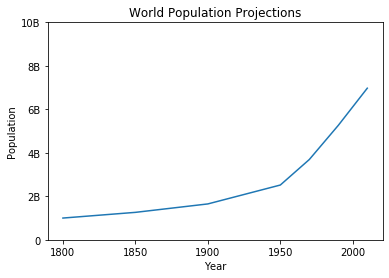 World Population Projections
10B
8B
6B
4B
2B
0
Population
1800
1850
1900
1950
2000
Year